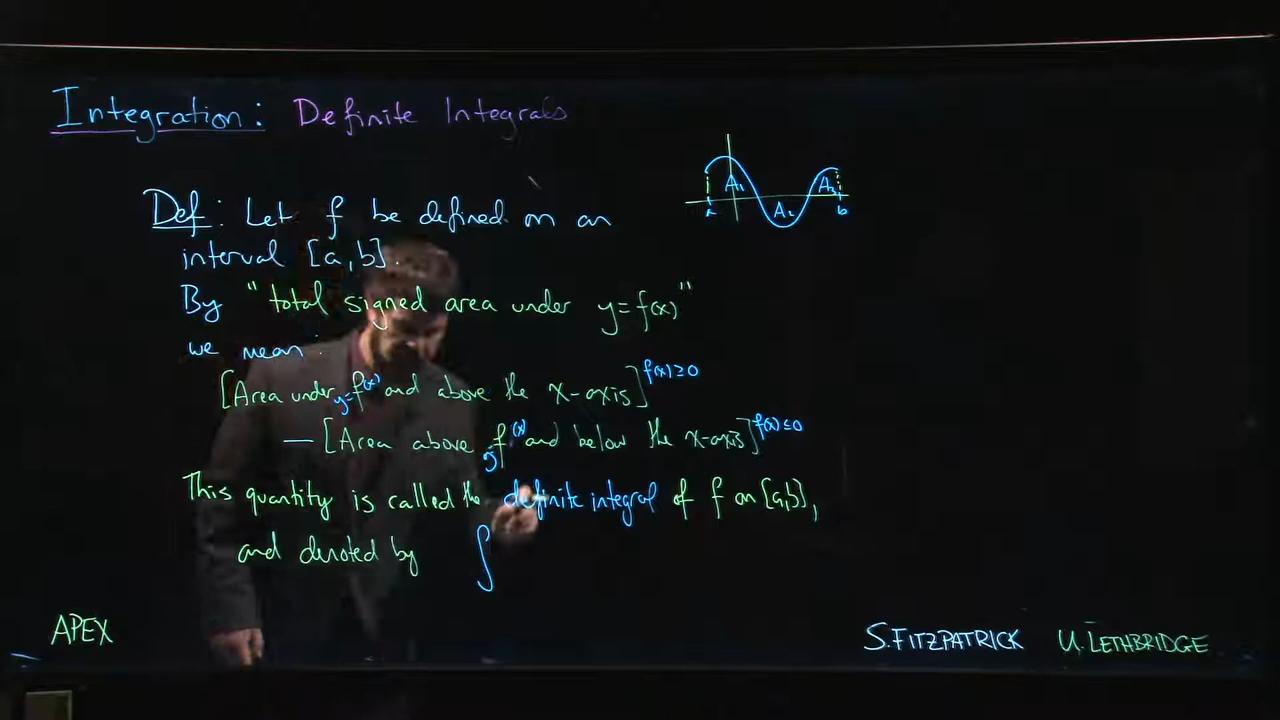 Integration: Definite Integrals
Def: Let f be defined on an
interval [a,b].
By "total signed area under y=f(x)"
we mean:
[Area under y=f(x) and above the x-axis] f(x)≥0
— [Area above y=f(x) and below the x-axis] f(x)≤0
This quantity is called the definite integral of f on [a,b],
and denoted by ∫
A₁
A₂
A₃
a
b
APEX
S. FITZPATRICK U. LETHBRIDGE